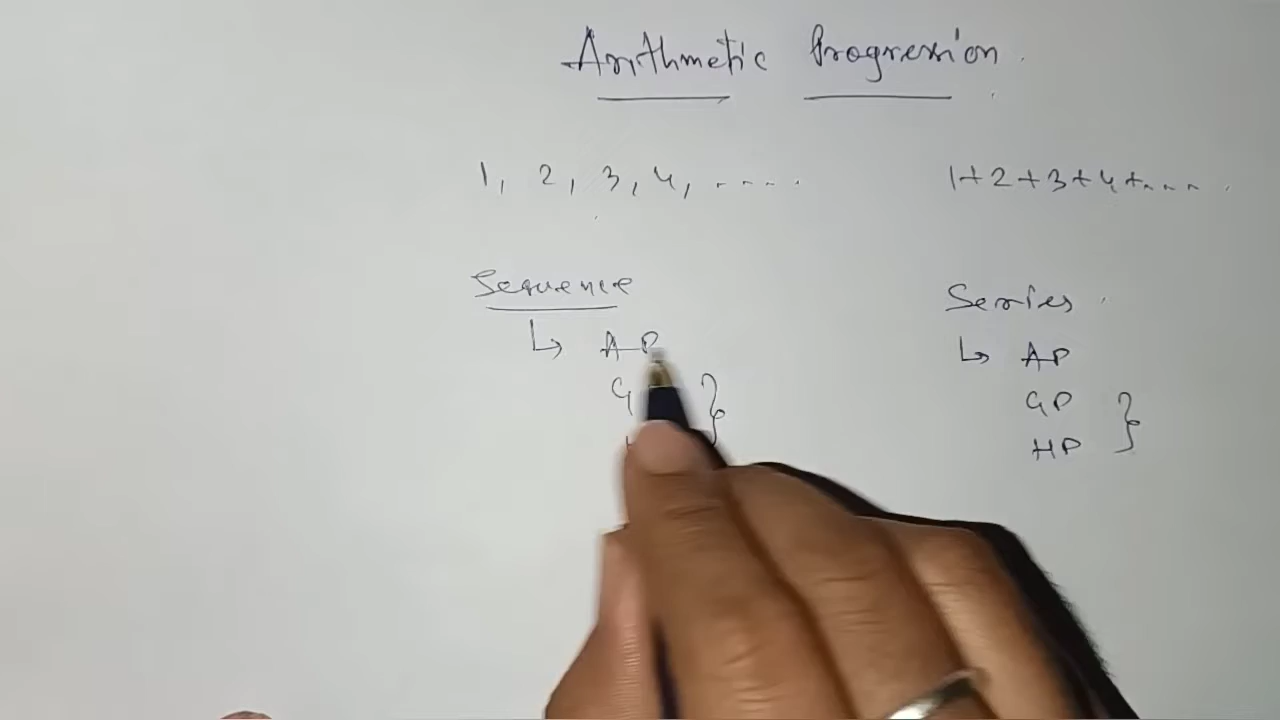 Arithmetic Progression.
1, 2, 3, 4, .....
1+2+3+4+.....
Sequence
↳ AP
G
Series.
↳ AP
GP
HP